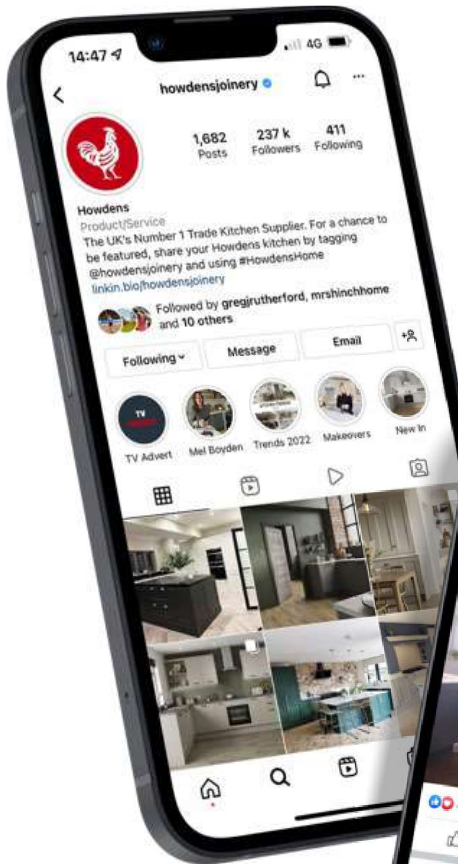 14:47
4G
howdensjoinery
1,682 237 k 411
Posts Followers Following
Howdens
Product/Service
The UK's Number 1 Trade Kitchen Supplier. For a chance to
be featured, share your Howdens kitchen by tagging
@howdensjoinery and using #HowdensHome
linkin.bio/howdensjoinery
Followed by gregjrutherford, mrshinchhome
and 10 others
Following Message Email
TV
TV Advert Mel Boyden Trends 2022 Makeovers New In